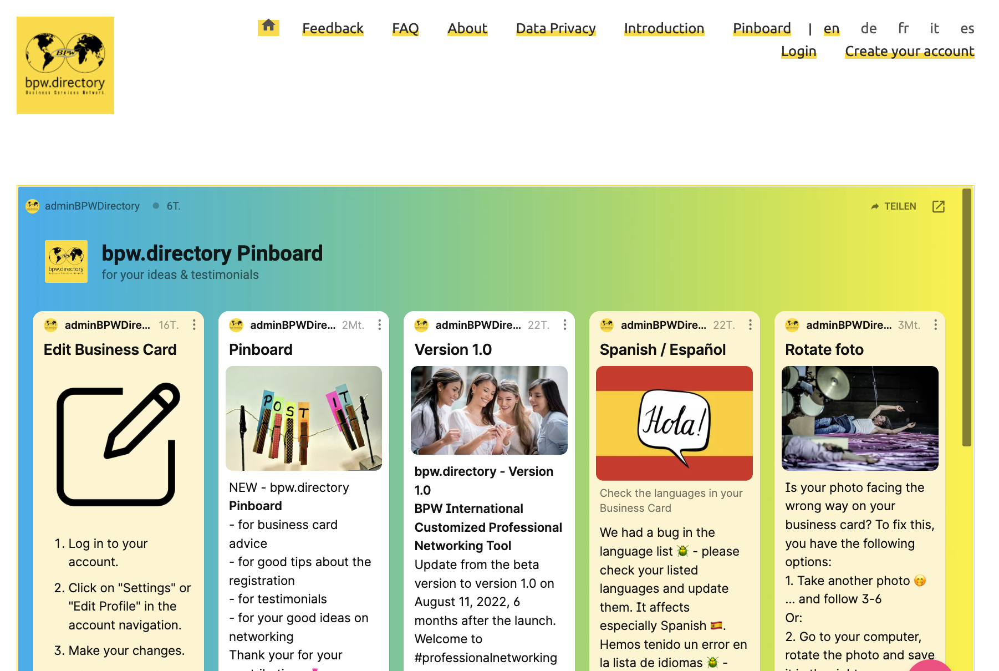 BPW
bpw.directory
Business Services Network
Feedback FAQ About Data Privacy Introduction Pinboard | en de fr it es
Login Create your account
adminBPWDirectory 6T.
TEILEN
BPW
bpw.directory
bpw.directory Pinboard
for your ideas & testimonials
adminBPWDire... 16T.
Edit Business Card
1. Log in to your
account.
2. Click on "Settings" or
"Edit Profile" in the
account navigation.
3. Make your changes.
adminBPWDire... 2Mt.
Pinboard
POST IT
NEW - bpw.directory
Pinboard
- for business card
advice
- for good tips about the
registration
- for testimonials
- for your good ideas on
networking
Thank your for your
adminBPWDire... 22T.
Version 1.0
bpw.directory - Version
1.0
BPW International
Customized Professional
Networking Tool
Update from the beta
version to version 1.0 on
August 11, 2022, 6
months after the launch.
Welcome to
#professionalnetworking
adminBPWDire... 22T.
Spanish / Español
Hola!
Check the languages in your
Business Card
We had a bug in the
language list 🪲 - please
check your listed
languages and update
them. It affects
especially Spanish 🇪🇸.
Hemos tenido un error en
la lista de idiomas 🪲 -
adminBPWDire... 3Mt.
Rotate foto
Is your photo facing the
wrong way on your
business card? To fix this,
you have the following
options:
1. Take another photo 🤭
... and follow 3-6
Or:
2. Go to your computer,
rotate the photo and save